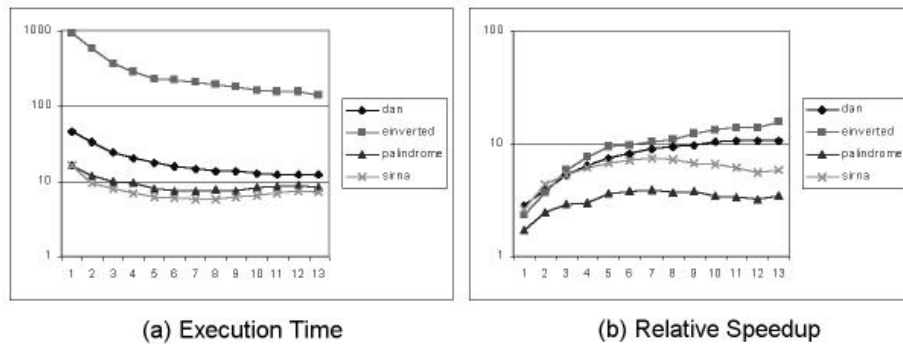 1000
100
10
1
1 2 3 4 5 6 7 8 9 10 11 12 13
dan
einverted
palindrome
sirna
(a) Execution Time
100
10
1
1 2 3 4 5 6 7 8 9 10 11 12 13
dan
einverted
palindrome
sirna
(b) Relative Speedup